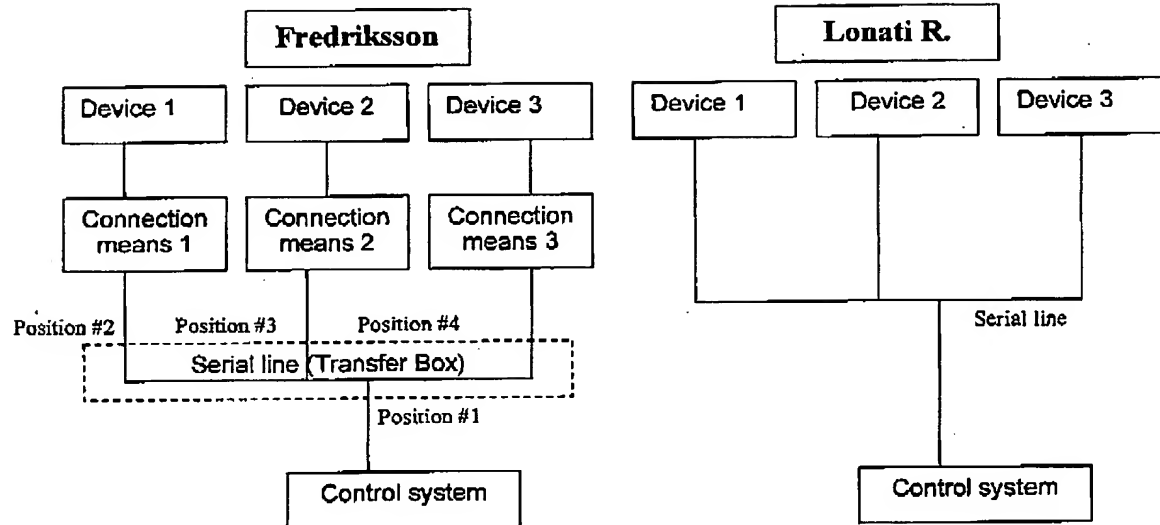 Fredriksson
Device 1
Device 2
Device 3
Connection
means 1
Connection
means 2
Connection
means 3
Position #2
Position #3
Position #4
Serial line (Transfer Box)
Position #1
Control system
Lonati R.
Device 1
Device 2
Device 3
Serial line
Control system